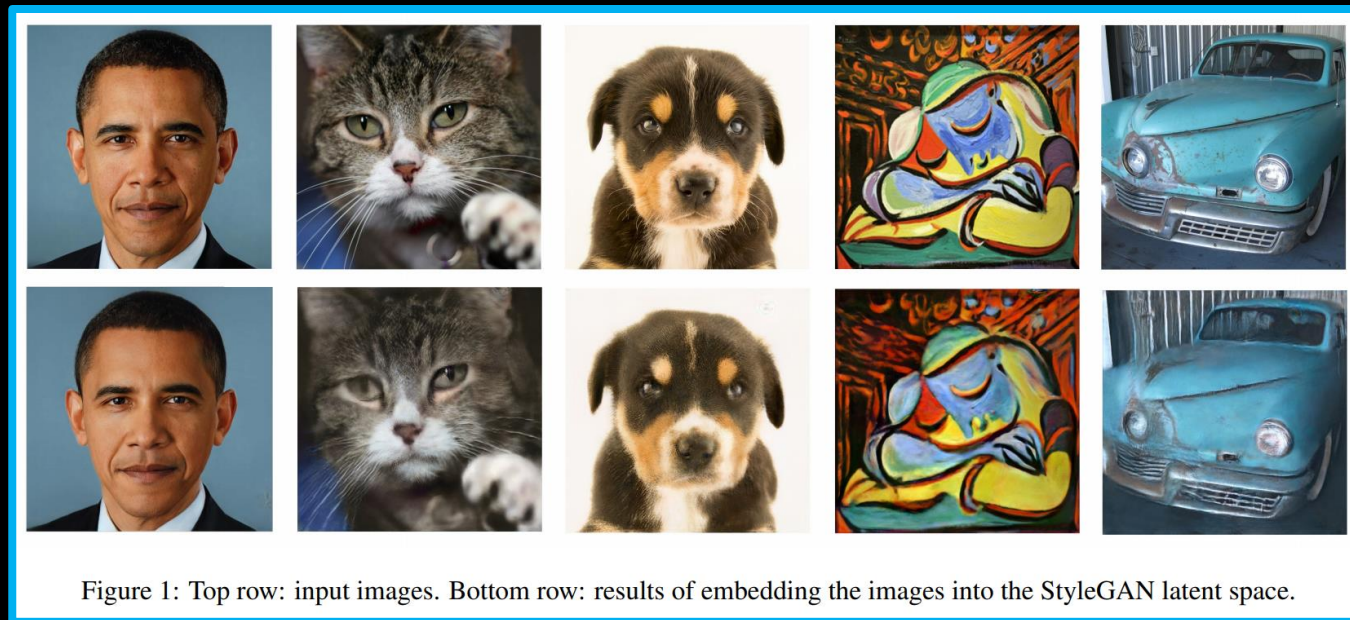 Figure 1: Top row: input images. Bottom row: results of embedding the images into the StyleGAN latent space.